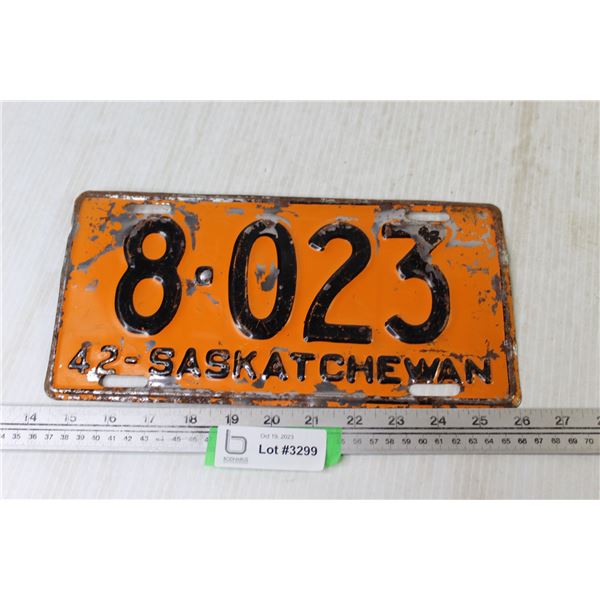 8·023
42-SASKATCHEWAN
14 15 16 17 18 19 20 21 22 23 24 25 26 27
Oct 19, 2023
Lot #3299